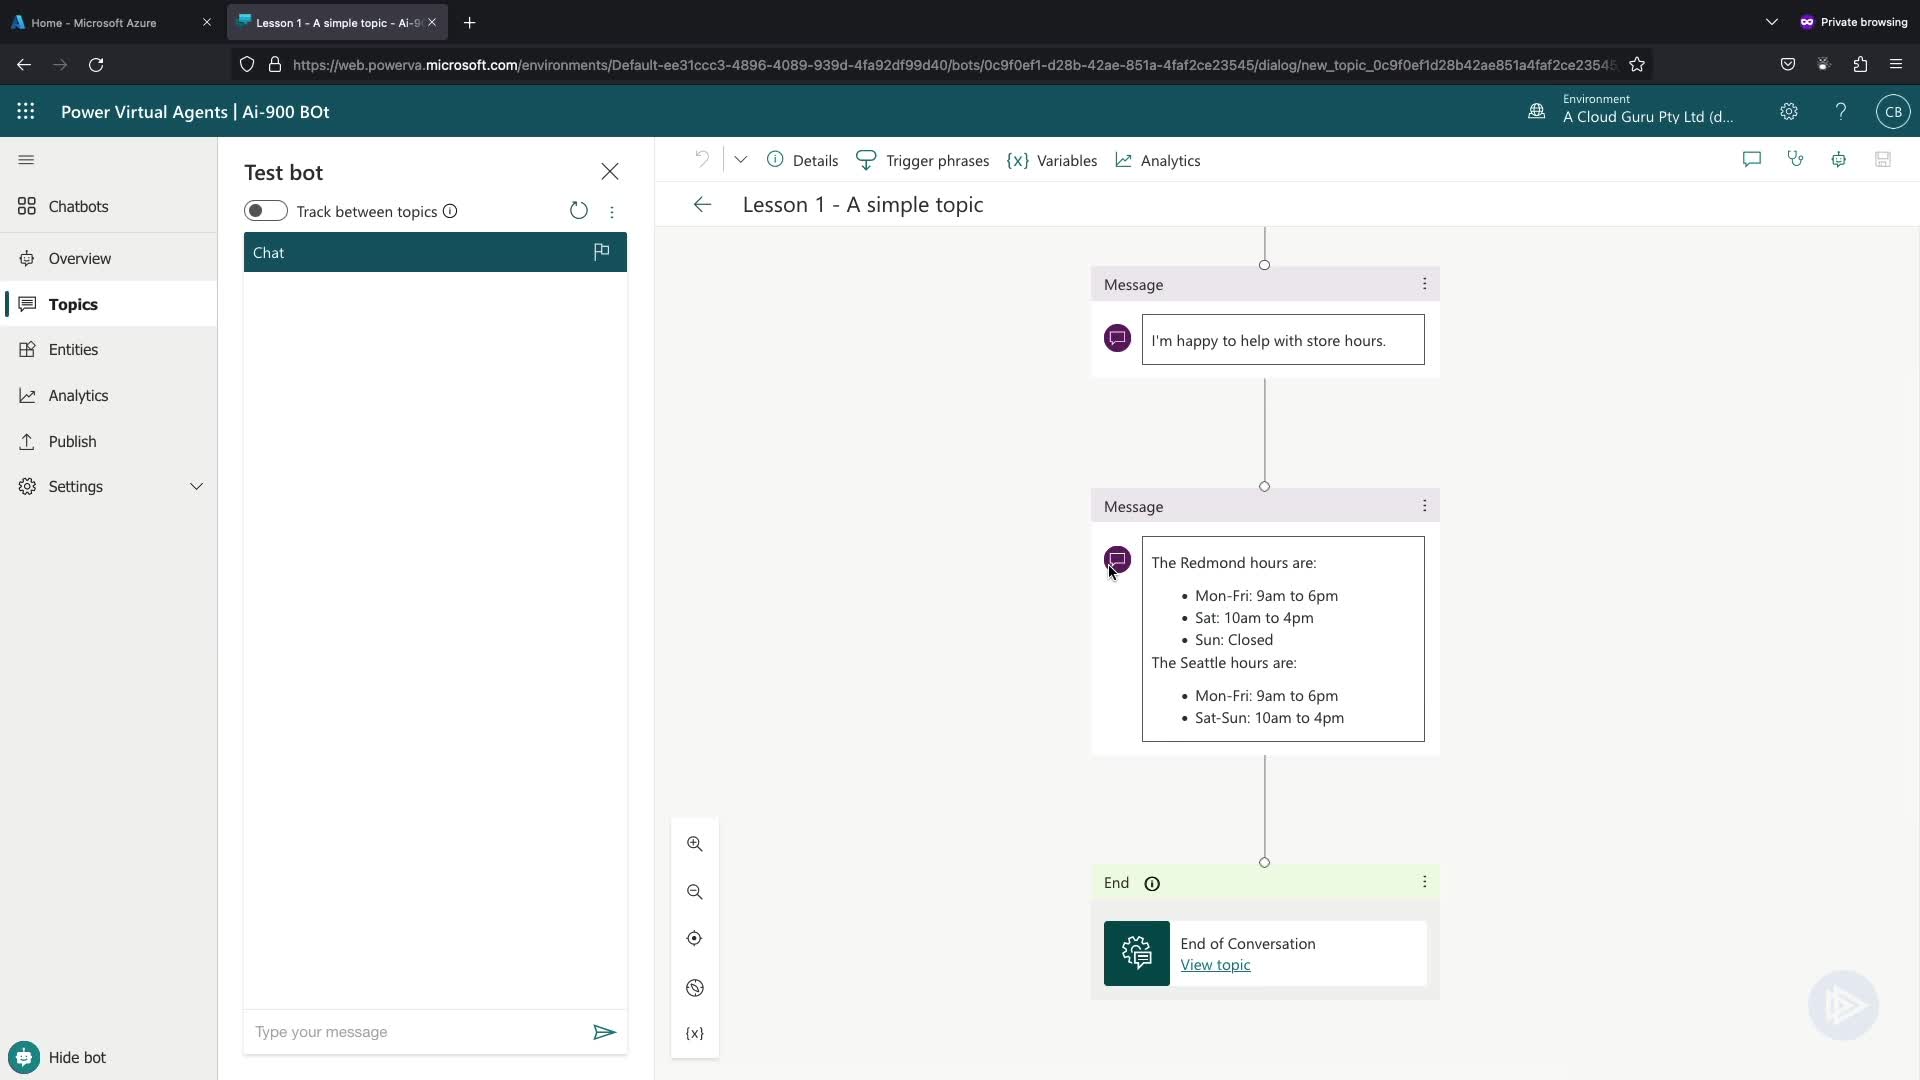 Home - Microsoft Azure
Lesson 1 - A simple topic - Ai-9
Private browsing
https://web.powerva.microsoft.com/environments/Default-ee31ccc3-4896-4089-939d-4fa92df99d40/bots/0c9f0ef1-d28b-42ae-851a-4faf2ce23545/dialog/new_topic_0c9f0ef1d28b42ae851a4faf2ce23545
Power Virtual Agents | Ai-900 BOt
Environment
A Cloud Guru Pty Ltd (d...
?
CB
Chatbots
Overview
Topics
Entities
Analytics
Publish
Settings
Hide bot
Test bot
Track between topics
Chat
Type your message
Details
Trigger phrases
{x} Variables
Analytics
Lesson 1 - A simple topic
Message
I'm happy to help with store hours.
Message
The Redmond hours are:
• Mon-Fri: 9am to 6pm
• Sat: 10am to 4pm
• Sun: Closed
The Seattle hours are:
• Mon-Fri: 9am to 6pm
• Sat-Sun: 10am to 4pm
End
End of Conversation
View topic
{x}